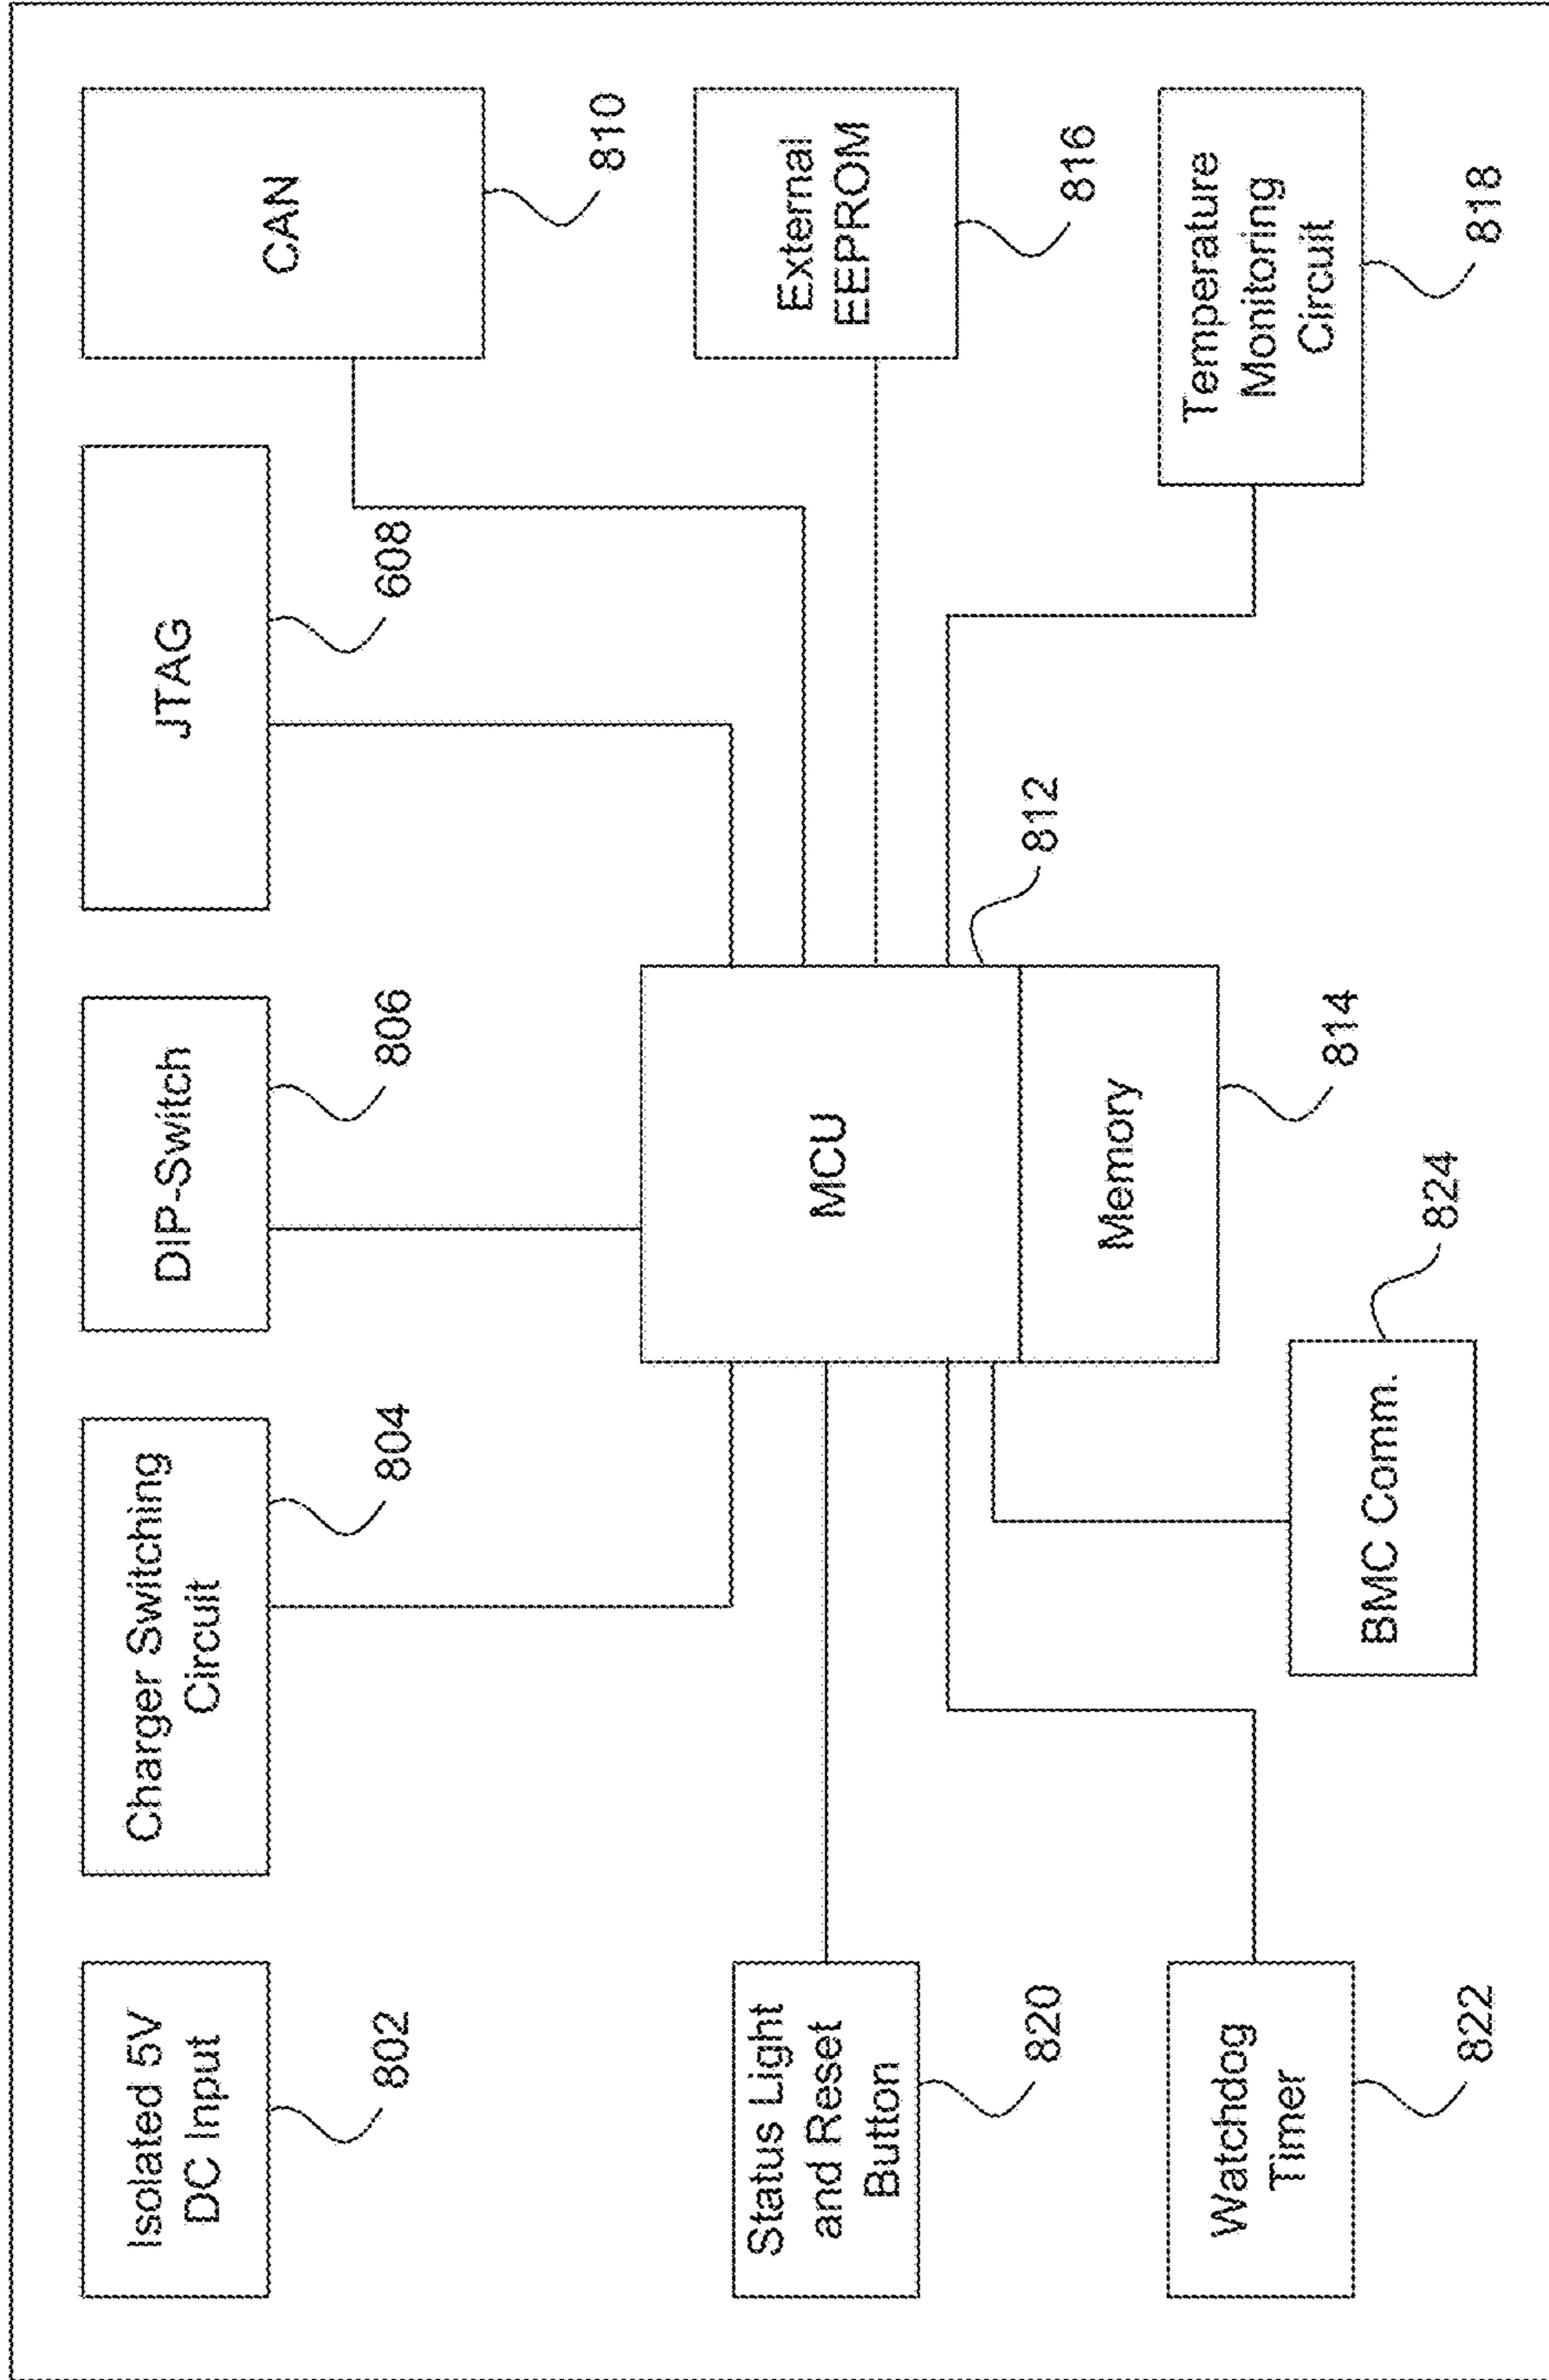 Isolated 5V
DC Input
802
Charger Switching
Circuit
804
DIP-Switch
806
JTAG
608
CAN
810
Status Light
and Reset
Button
820
MCU
812
Memory
814
External
EEPROM
816
Watchdog
Timer
822
BMC Comm.
824
Temperature
Monitoring
Circuit
818